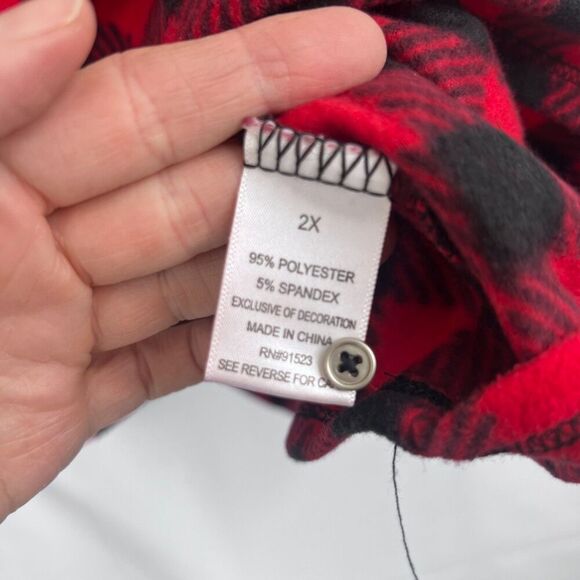 2X
95% POLYESTER
5% SPANDEX
EXCLUSIVE OF DECORATION
MADE IN CHINA
RN#91523
SEE REVERSE FOR